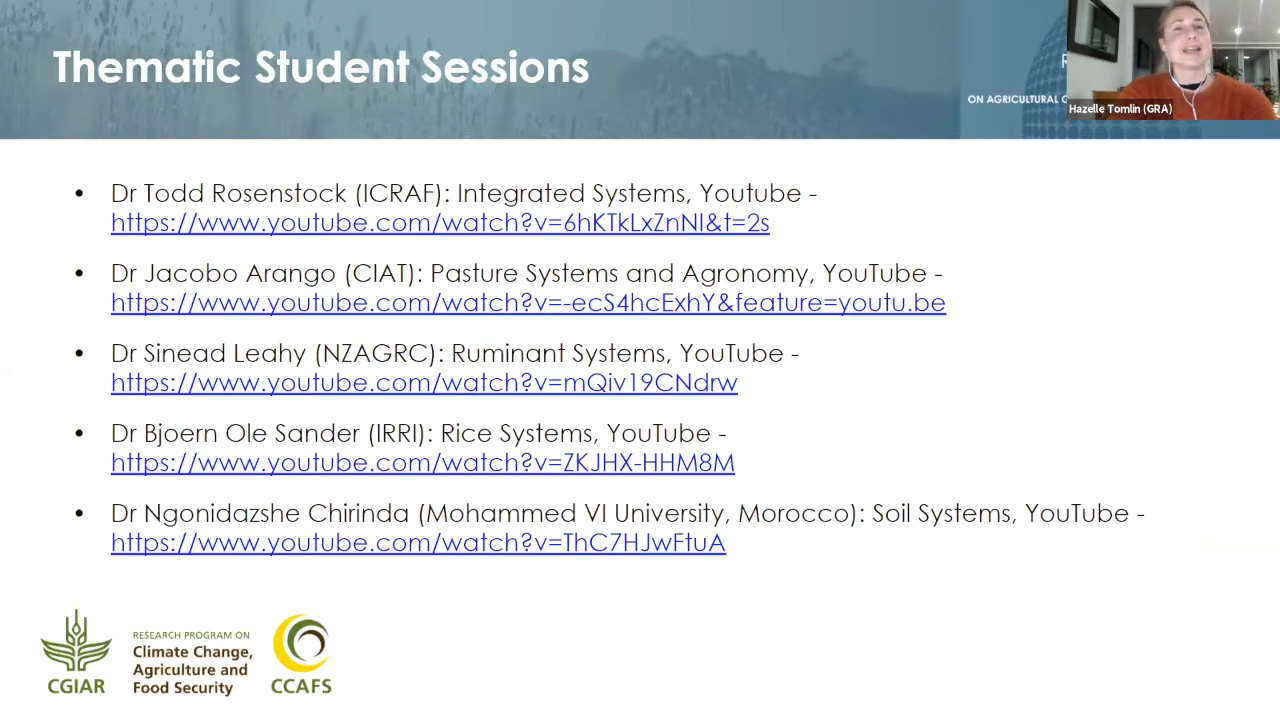 Thematic Student Sessions
R
ON AGRICULTURAL G
Hazelle Tomlin (GRA)
• Dr Todd Rosenstock (ICRAF): Integrated Systems, Youtube -
https://www.youtube.com/watch?v=6hKTkLxZnNI&t=2s
• Dr Jacobo Arango (CIAT): Pasture Systems and Agronomy, YouTube -
https://www.youtube.com/watch?v=-ecS4hcExhY&feature=youtu.be
• Dr Sinead Leahy (NZAGRC): Ruminant Systems, YouTube -
https://www.youtube.com/watch?v=mQiv19CNdrw
• Dr Bjoern Ole Sander (IRRI): Rice Systems, YouTube -
https://www.youtube.com/watch?v=ZKJHX-HHM8M
• Dr Ngonidazshe Chirinda (Mohammed VI University, Morocco): Soil Systems, YouTube -
https://www.youtube.com/watch?v=ThC7HJwFtuA
CGIAR
RESEARCH PROGRAM ON
Climate Change,
Agriculture and
Food Security
CCAFS